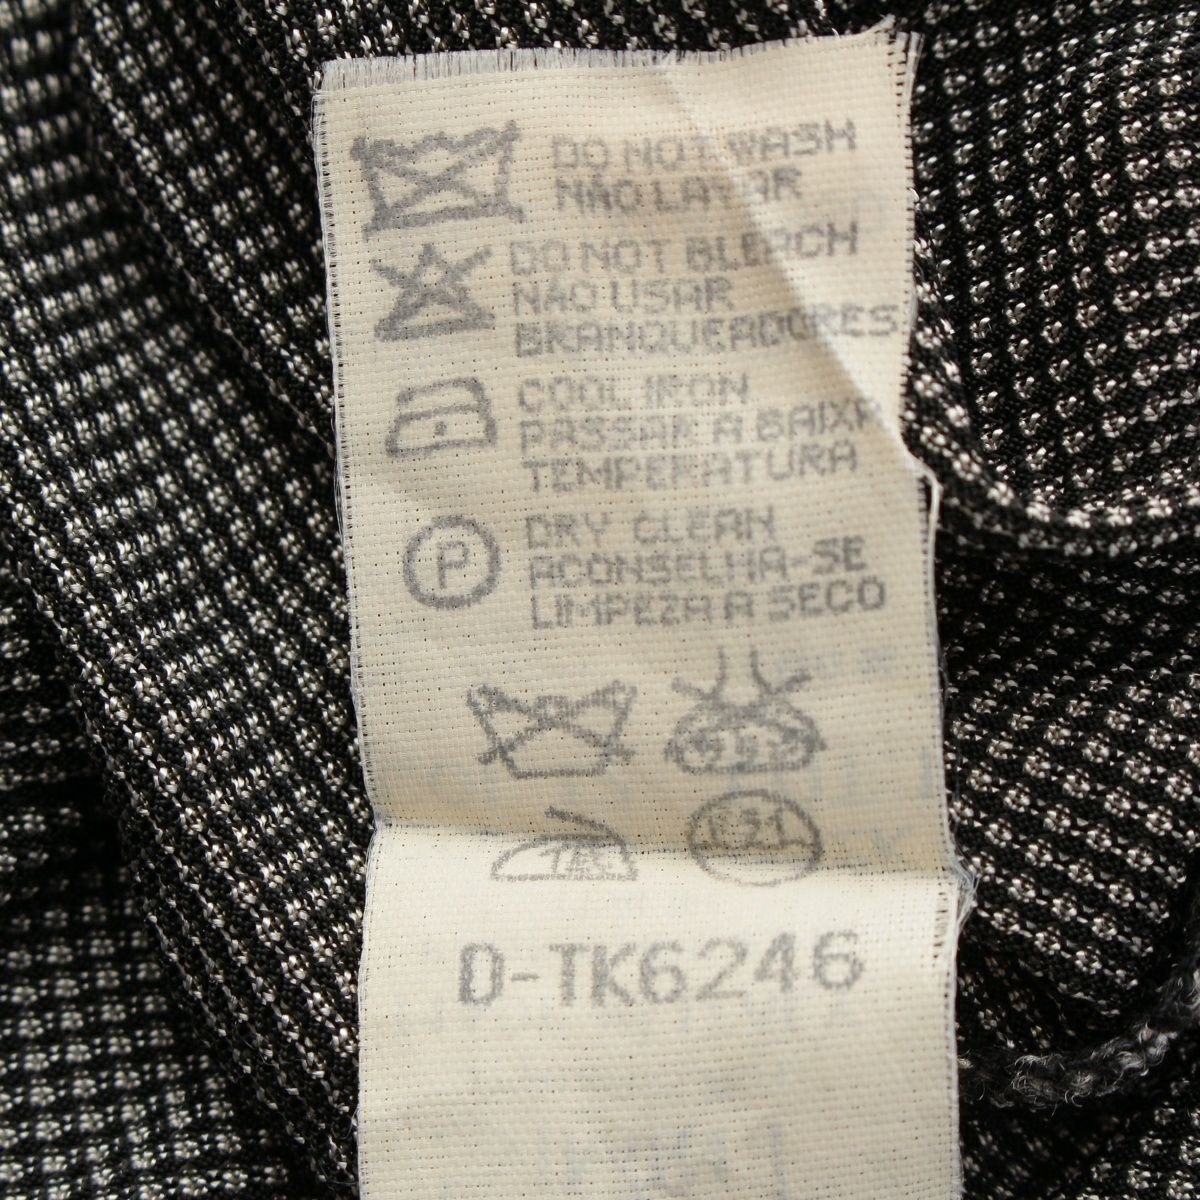 DO NOT WASH
NÃO LAVAR
DO NOT BLEACH
NÃO USAR
BRANQUEADORES
COOL IRON
PASSAR A BAIXA
TEMPERATURA
P
DRY CLEAN
ACONSELHA-SE
LIMPEZA A SECO
D-TK6246